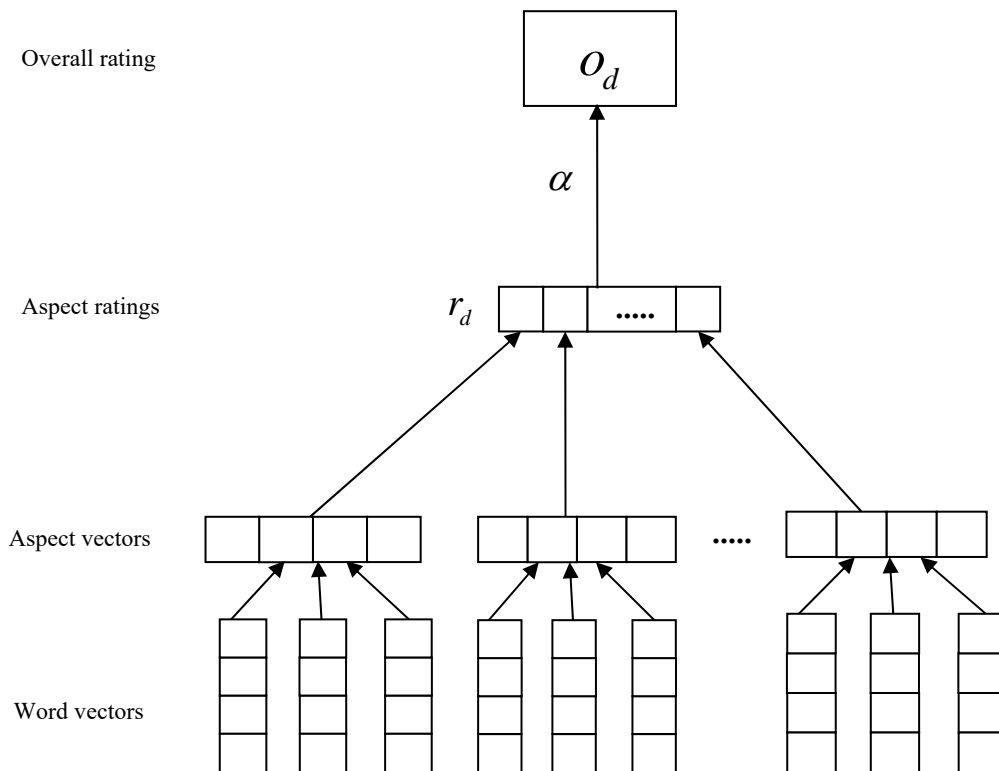 Overall rating
o_d
α
Aspect ratings
r_d
.....
Aspect vectors
.....
Word vectors